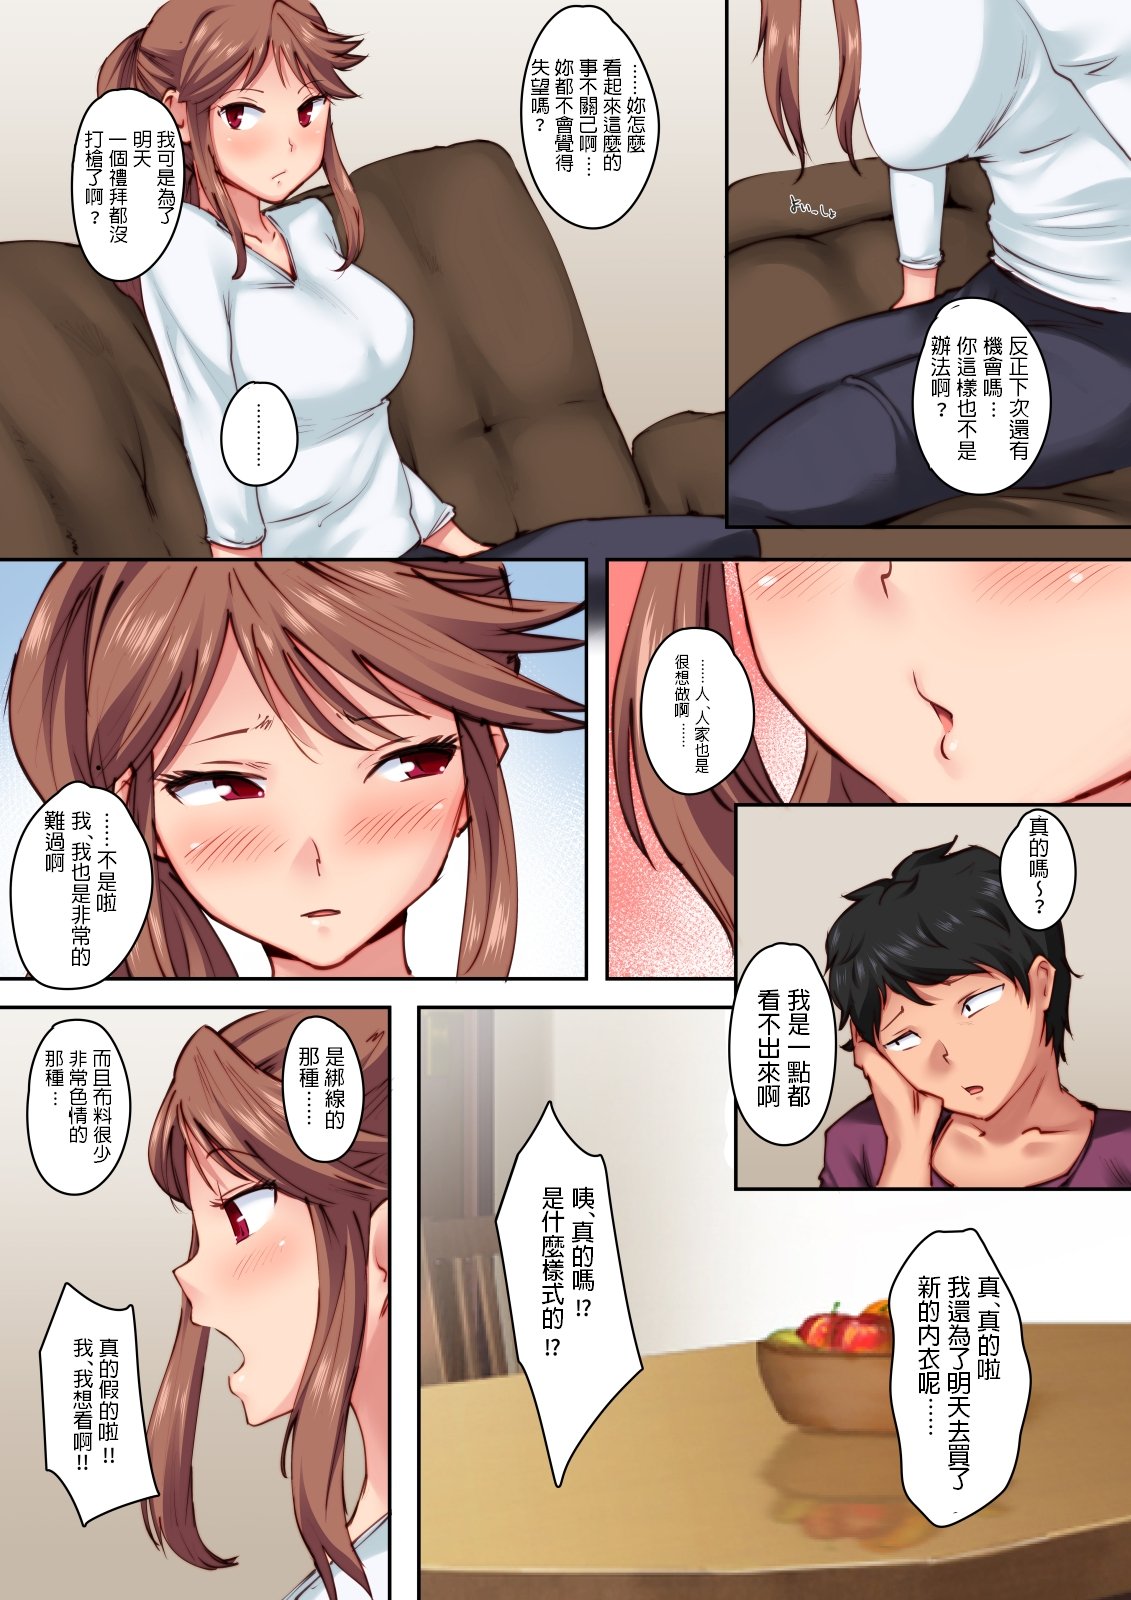 反正下次還有
機會嗎…
你這樣也不是
辦法啊？
よいっしょ
……妳怎麼
看起來這麼的
事不關己啊…
妳都不會覺得
失望嗎？
我可是為了
明天
一個禮拜都沒
打槍了啊？
…………
……人、人家也是
很想做啊……
……不是啦
我、我也是非常的
難過啊
真的嗎～？
我是一點都
看不出來啊
真、真的啦
我還為了明天去買了
新的內衣呢……
咦、真的嗎!?
是什麼樣式的!?
是綁線的
那種……
而且布料很少
非常色情的
那種…
真的假的啦!!
我、我想看啊!!